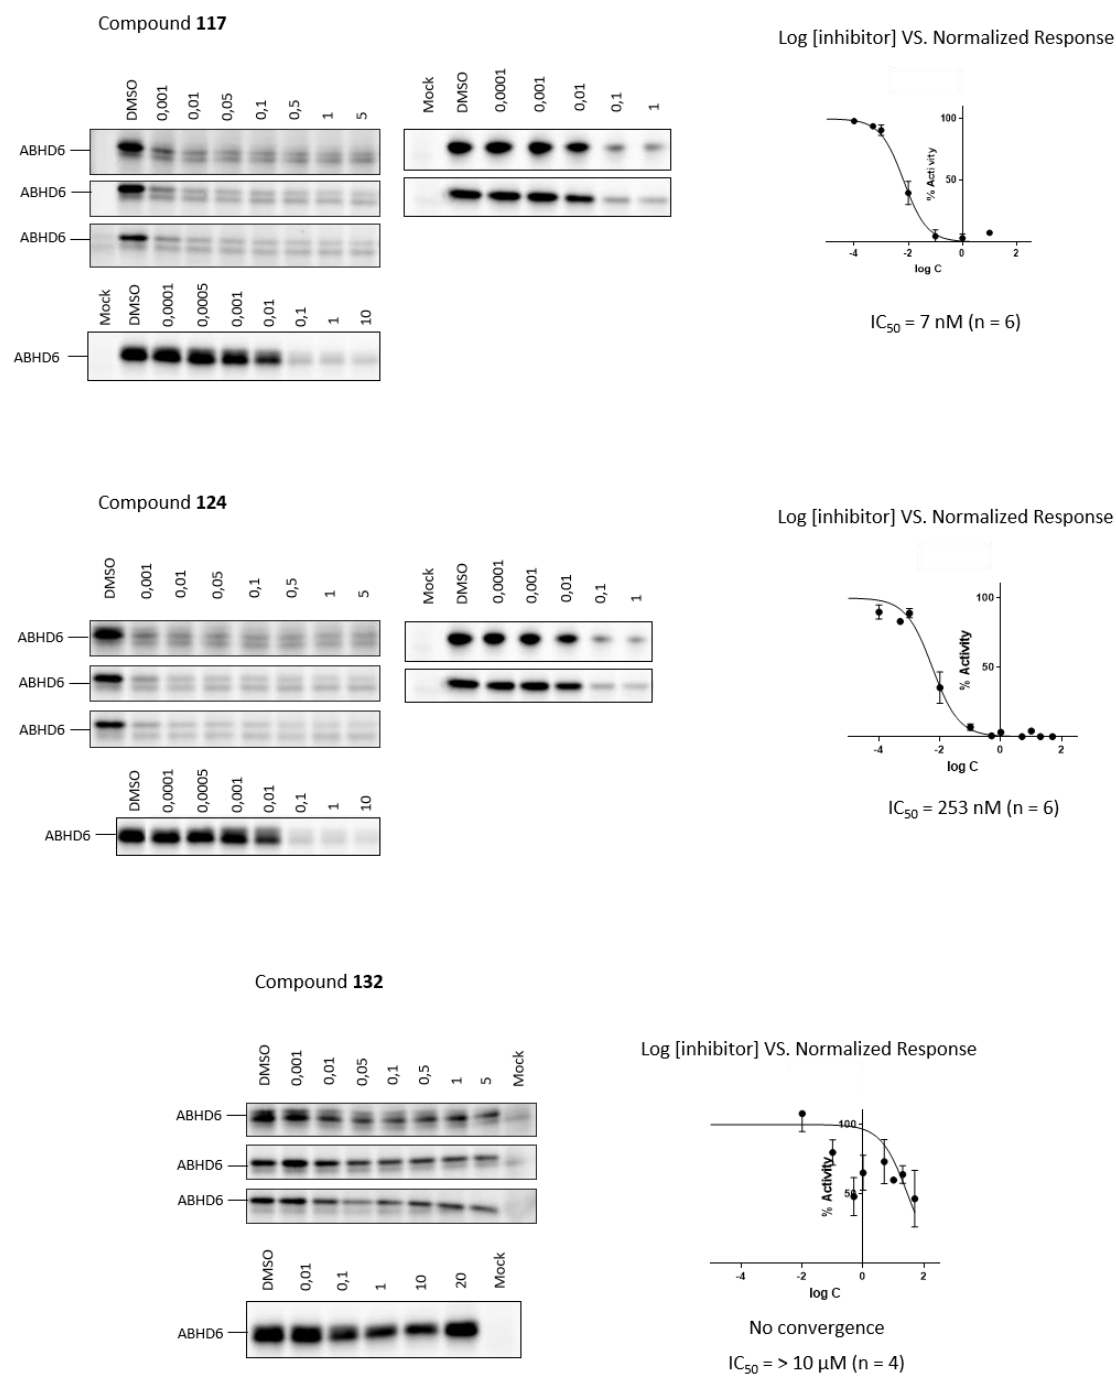 Compound 117
Log [inhibitor] VS. Normalized Response
DMSO 0,001 0,01 0,05 0,1 0,5 1 5
ABHD6
ABHD6
ABHD6
Mock DMSO 0,0001 0,001 0,01 0,1 1
Mock DMSO 0,0001 0,0005 0,001 0,01 0,1 1 10
ABHD6
100
50
% Activity
-4 -2 0 2
log C
IC50 = 7 nM (n = 6)
Compound 124
Log [inhibitor] VS. Normalized Response
DMSO 0,001 0,01 0,05 0,1 0,5 1 5
ABHD6
ABHD6
ABHD6
Mock DMSO 0,0001 0,001 0,01 0,1 1
DMSO 0,0001 0,0005 0,001 0,01 0,1 1 10
ABHD6
100
50
% Activity
-4 -2 0 2
log C
IC50 = 253 nM (n = 6)
Compound 132
Log [inhibitor] VS. Normalized Response
DMSO 0,001 0,01 0,05 0,1 0,5 1 5 Mock
ABHD6
ABHD6
ABHD6
DMSO 0,01 0,1 1 10 20 Mock
ABHD6
100
50
% Activity
-4 -2 0 2
log C
No convergence
IC50 = > 10 µM (n = 4)